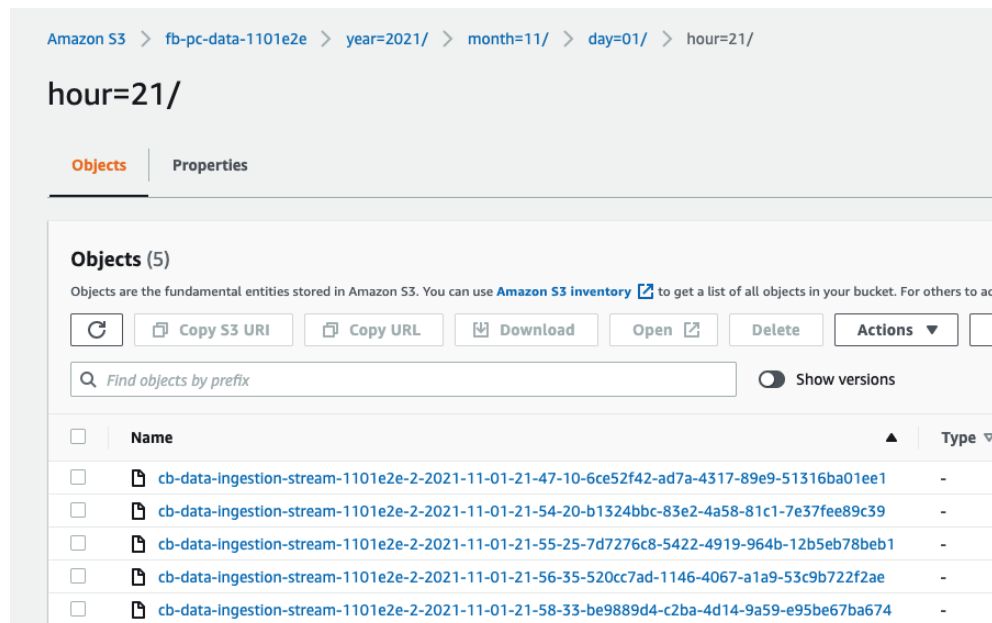 Amazon S3 > fb-pc-data-1101e2e > year=2021/ > month=11/ > day=01/ > hour=21/
hour=21/
Objects Properties
Objects (5)
Objects are the fundamental entities stored in Amazon S3. You can use Amazon S3 inventory to get a list of all objects in your bucket. For others to
Copy S3 URI Copy URL Download Open Delete Actions
Find objects by prefix Show versions
Name Type
cb-data-ingestion-stream-1101e2e-2-2021-11-01-21-47-10-6ce52f42-ad7a-4317-89e9-51316ba01ee1 -
cb-data-ingestion-stream-1101e2e-2-2021-11-01-21-54-20-b1324bbc-83e2-4a58-81c1-7e37fee89c39 -
cb-data-ingestion-stream-1101e2e-2-2021-11-01-21-55-25-7d7276c8-5422-4919-964b-12b5eb78beb1 -
cb-data-ingestion-stream-1101e2e-2-2021-11-01-21-56-35-520cc7ad-1146-4067-a1a9-53c9b722f2ae -
cb-data-ingestion-stream-1101e2e-2-2021-11-01-21-58-33-be9889d4-c2ba-4d14-9a59-e95be67ba674 -